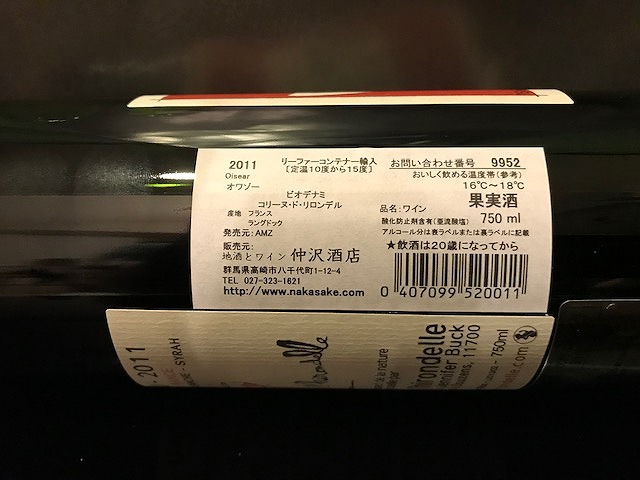 2011
Oisear
オワゾー
リーファーコンテナー輸入
[定温10度から15度]
ビオデナミ
コリーヌ・ド・リロンデル
産地 フランス
ラングドック
発売元:AMZ
販売元:
地酒とワイン 仲沢酒店
群馬県高崎市八千代町1-12-4
TEL 027-323-1621
http://www.nakasake.com
お問い合わせ番号 9952
おいしく飲める温度帯(参考)
16℃～18℃
果実酒
品名:ワイン
750 ml
酸化防止剤含有(亜流酸塩)
アルコール分は表ラベルまたは裏ラベルに記載
★飲酒は20歳になってから
0 407099 520011
2011
- SYRAH
de la nature
rondelle
nnifer Buck
11700
- 750ml